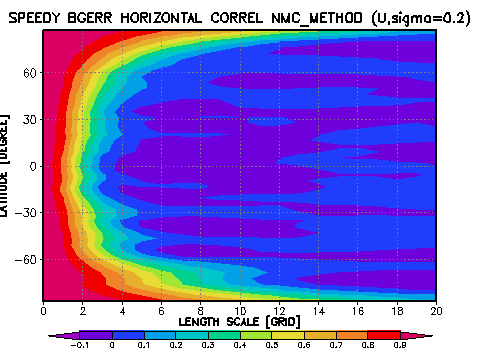 SPEEDY BGERR HORIZONTAL CORREL NMC_METHOD (U,sigma=0.2)
LATITUDE [DEGREE]
60
30
0
−30
−60
0 2 4 6 8 10 12 14 16 18 20
LENGTH SCALE [GRID]
−0.1 0 0.1 0.2 0.3 0.4 0.5 0.6 0.7 0.8 0.9